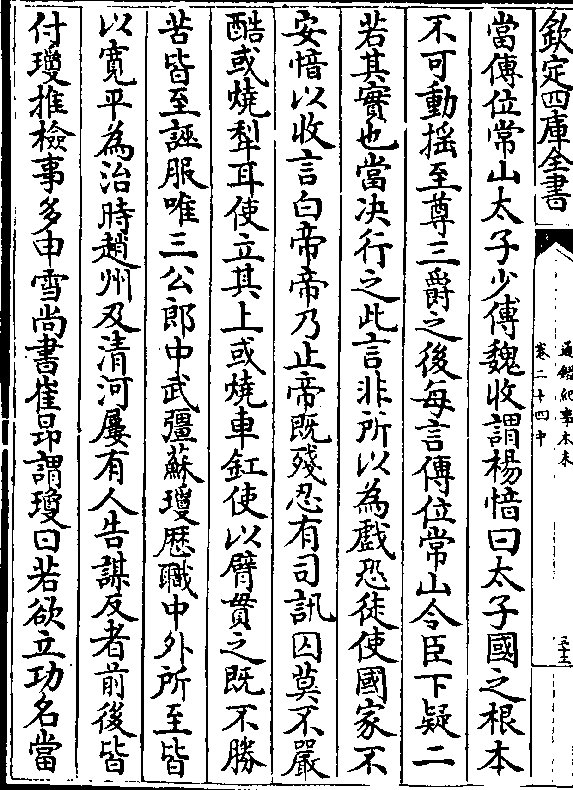 欽定四庫全書
通鑑紀事本末
卷二十四中
當傳位常山太子少傅魏收謂楊愔曰太子國之根本
不可動揺至尊三爵之後每言傳位常山令臣下疑二
若其實也當决行之此言非所以為戲恐徒使國家不
安愔以收言白帝帝乃止帝既殘忍有司訊囚莫不嚴
酷或燒犁耳使立其上或燒車釭使以臂貫之既不勝
苦皆至誣服唯三公郎中武彊蘇瓊歴職中外所至皆
以寛平為治時趙州及清河屢有人告謀反者前後皆
付瓊推檢事多申雪尚書崔昻謂瓊曰若欲立功名當